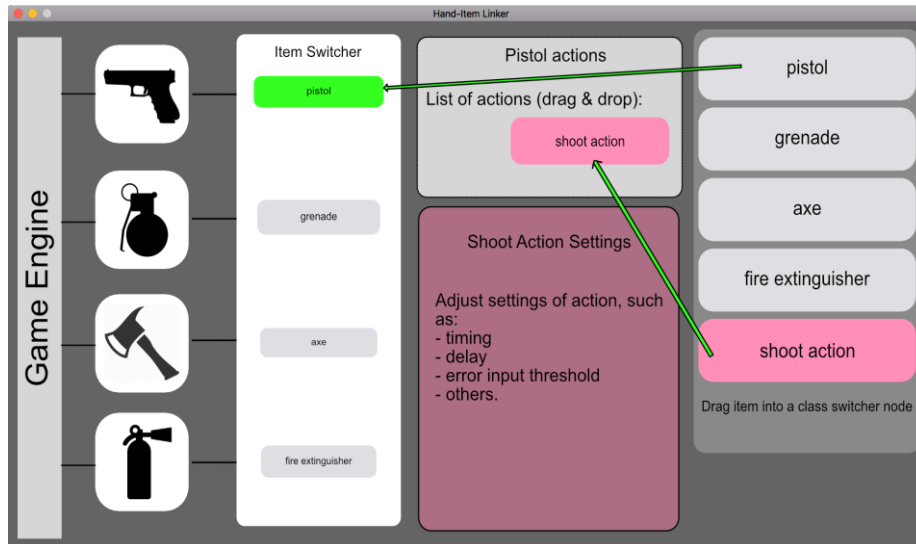 Hand-Item Linker
Game Engine
Item Switcher
pistol
grenade
axe
fire extinguisher
Pistol actions
List of actions (drag & drop):
shoot action
Shoot Action Settings
Adjust settings of action, such
as:
- timing
- delay
- error input threshold
- others.
pistol
grenade
axe
fire extinguisher
shoot action
Drag item into a class switcher node